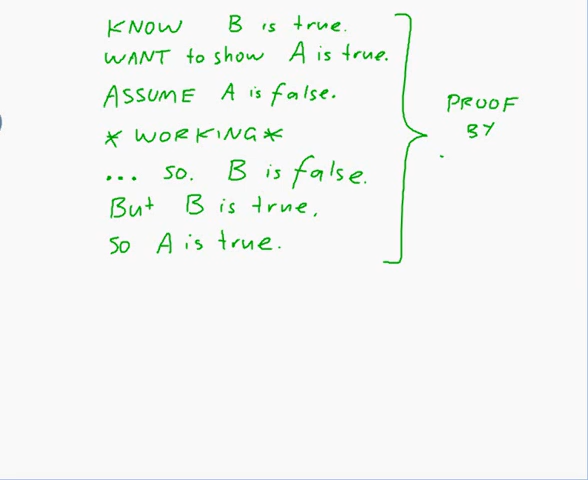 KNOW B is true.
WANT to show A is true.
ASSUME A is false.
* WORKING *
... so. B is false.
But B is true.
So A is true.
PROOF
BY